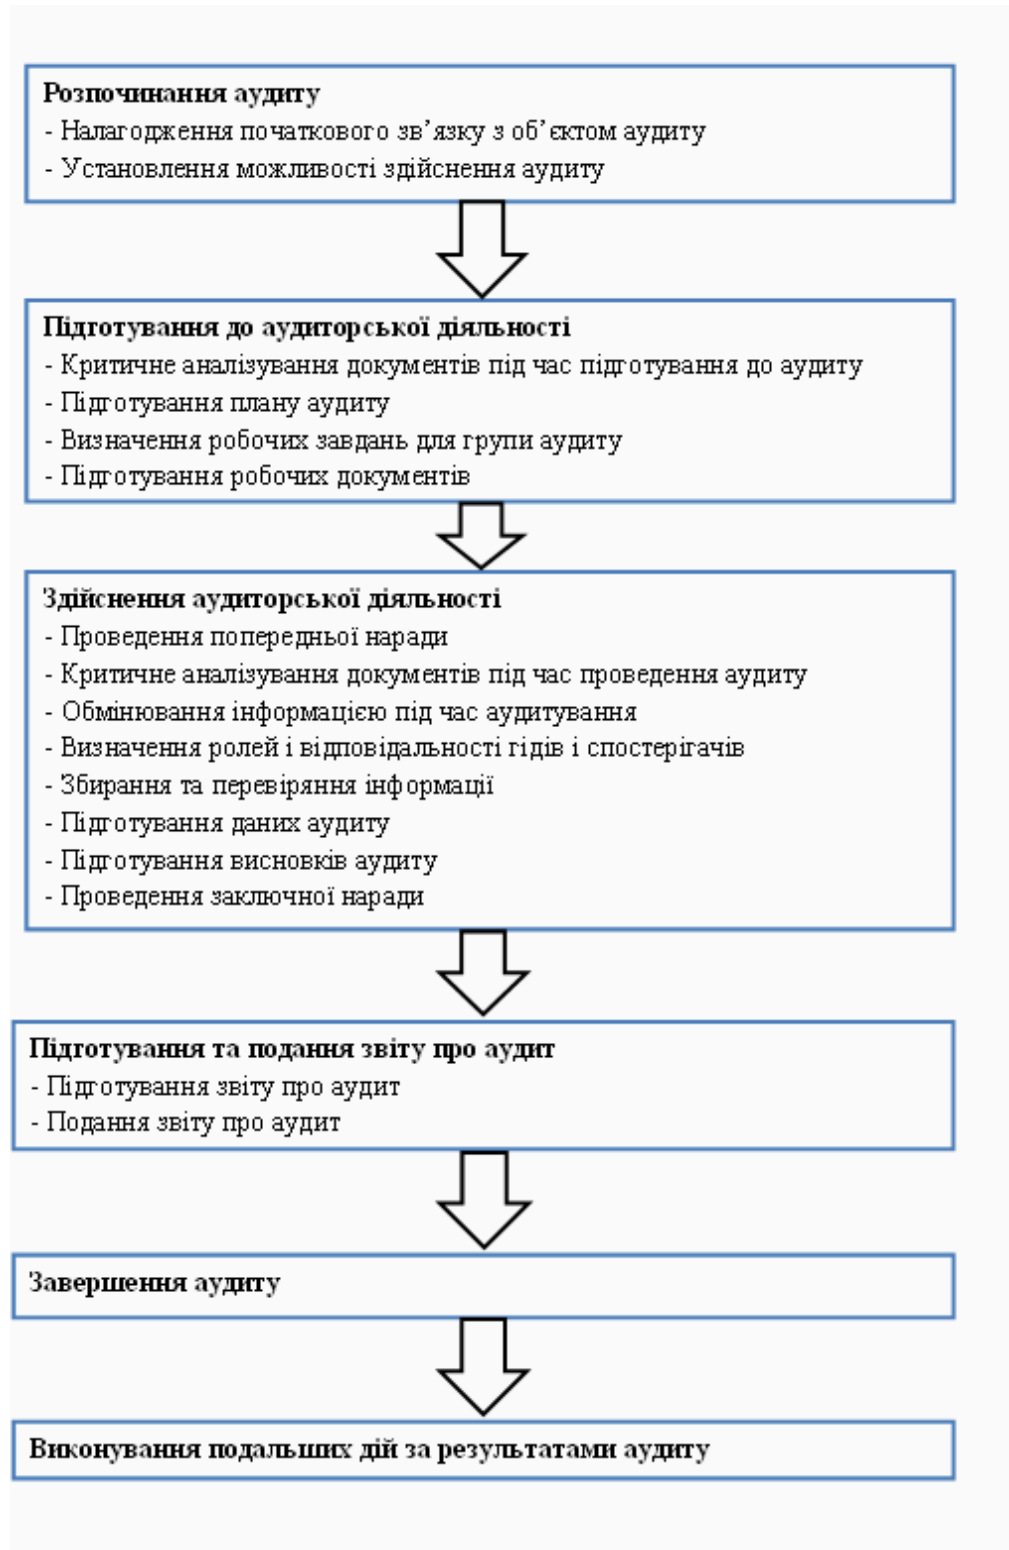 Розпочинання аудиту
- Налагодження початкового зв’язку з об’єктом аудиту
- Установлення можливості здійснення аудиту
Підготування до аудиторської діяльності
- Критичне аналізування документів під час підготування до аудиту
- Підготування плану аудиту
- Визначення робочих завдань для групи аудиту
- Підготування робочих документів
Здійснення аудиторської діяльності
- Проведення попередньої наради
- Критичне аналізування документів під час проведення аудиту
- Обмінювання інформацією під час аудитування
- Визначення ролей і відповідальності гідів і спостерігачів
- Збирання та перевіряння інформації
- Підготування даних аудиту
- Підготування висновків аудиту
- Проведення заключної наради
Підготування та подання звіту про аудит
- Підготування звіту про аудит
- Подання звіту про аудит
Завершення аудиту
Виконування подальших дій за результатами аудиту